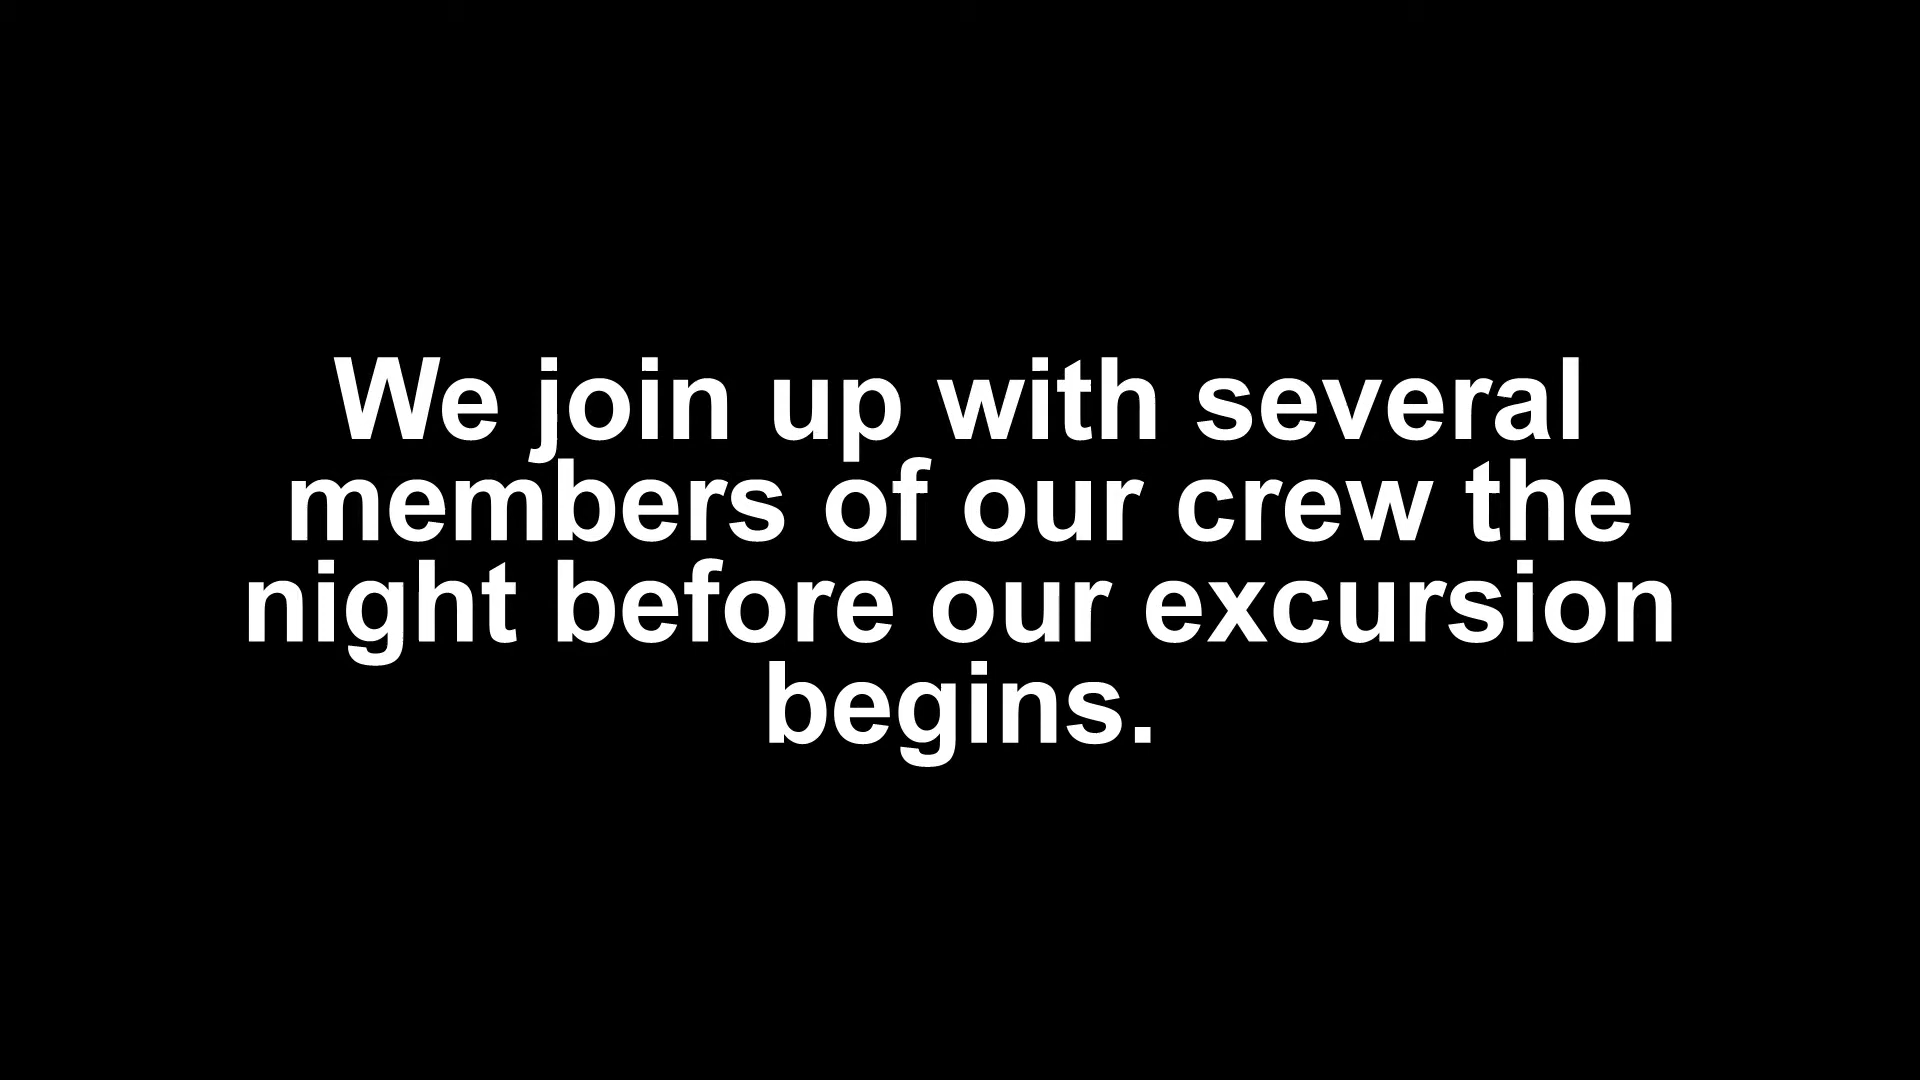 We join up with several
members of our crew the
night before our excursion
begins.